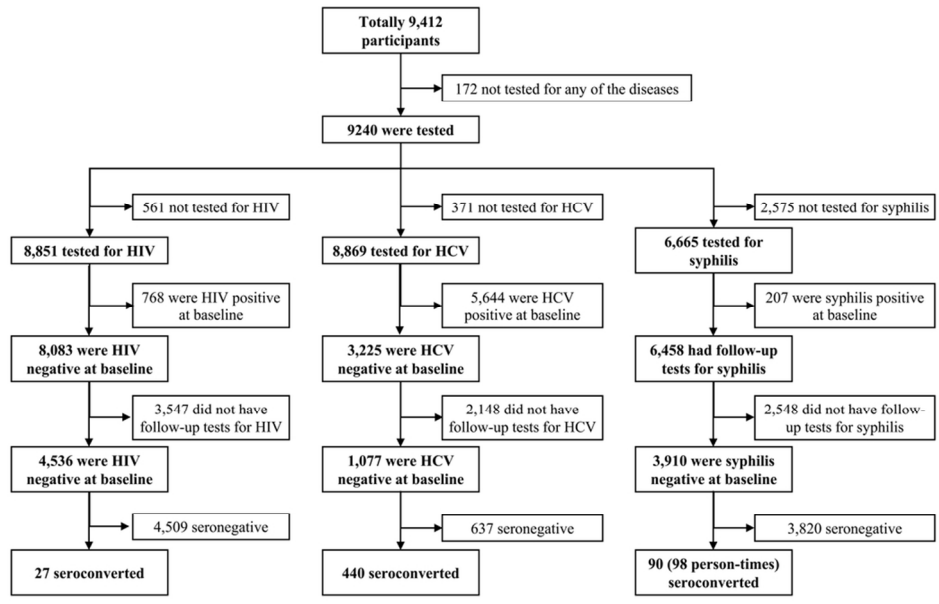 Totally 9,412
participants
172 not tested for any of the diseases
9240 were tested
561 not tested for HIV
371 not tested for HCV
2,575 not tested for syphilis
8,851 tested for HIV
8,869 tested for HCV
6,665 tested for
syphilis
768 were HIV positive
at baseline
5,644 were HCV
positive at baseline
207 were syphilis positive
at baseline
8,083 were HIV
negative at baseline
3,225 were HCV
negative at baseline
6,458 had follow-up
tests for syphilis
3,547 did not have
follow-up tests for HIV
2,148 did not have
follow-up tests for HCV
2,548 did not have follow-
up tests for syphilis
4,536 were HIV
negative at baseline
1,077 were HCV
negative at baseline
3,910 were syphilis
negative at baseline
4,509 seronegative
637 seronegative
3,820 seronegative
27 seroconverted
440 seroconverted
90 (98 person-times)
seroconverted